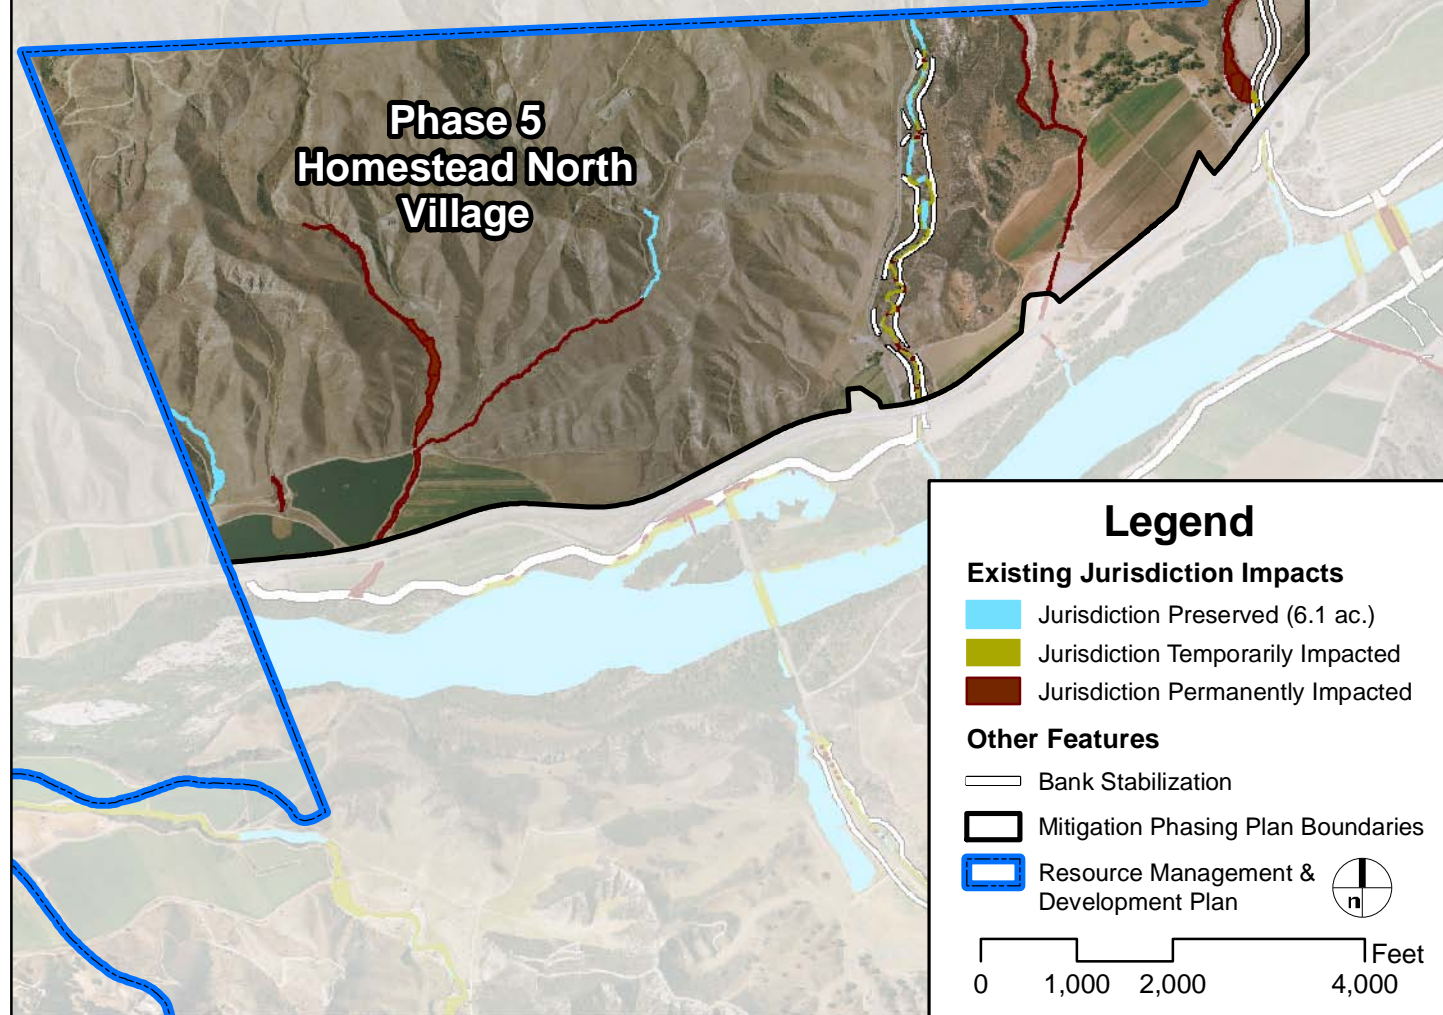 Phase 5
Homestead North
Village
Legend
Existing Jurisdiction Impacts
Jurisdiction Preserved (6.1 ac.)
Jurisdiction Temporarily Impacted
Jurisdiction Permanently Impacted
Other Features
Bank Stabilization
Mitigation Phasing Plan Boundaries
Resource Management &
Development Plan
n
Feet
0 1,000 2,000 4,000